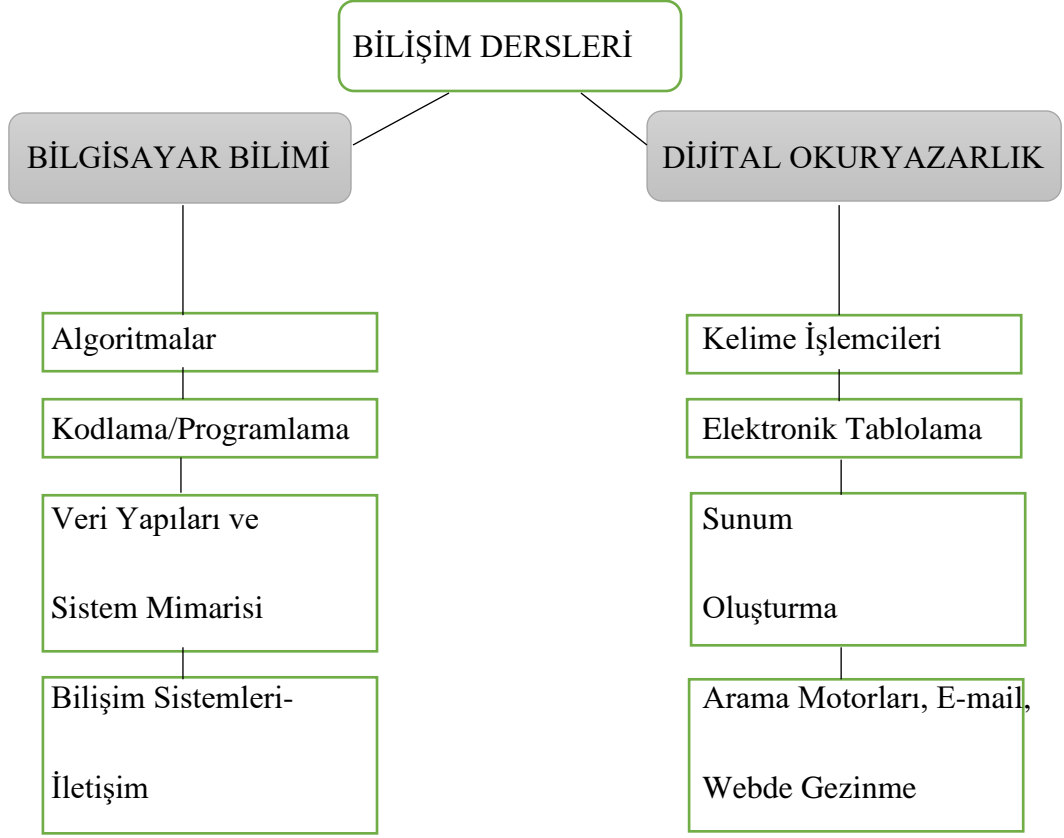 BİLİŞİM DERSLERİ
BİLGİSAYAR BİLİMİ
DİJİTAL OKURYAZARLIK
Algoritmalar
Kodlama/Programlama
Veri Yapıları ve
Sistem Mimarisi
Bilişim Sistemleri-
İletişim
Kelime İşlemcileri
Elektronik Tablolama
Sunum
Oluşturma
Arama Motorları, E-mail,
Webde Gezinme